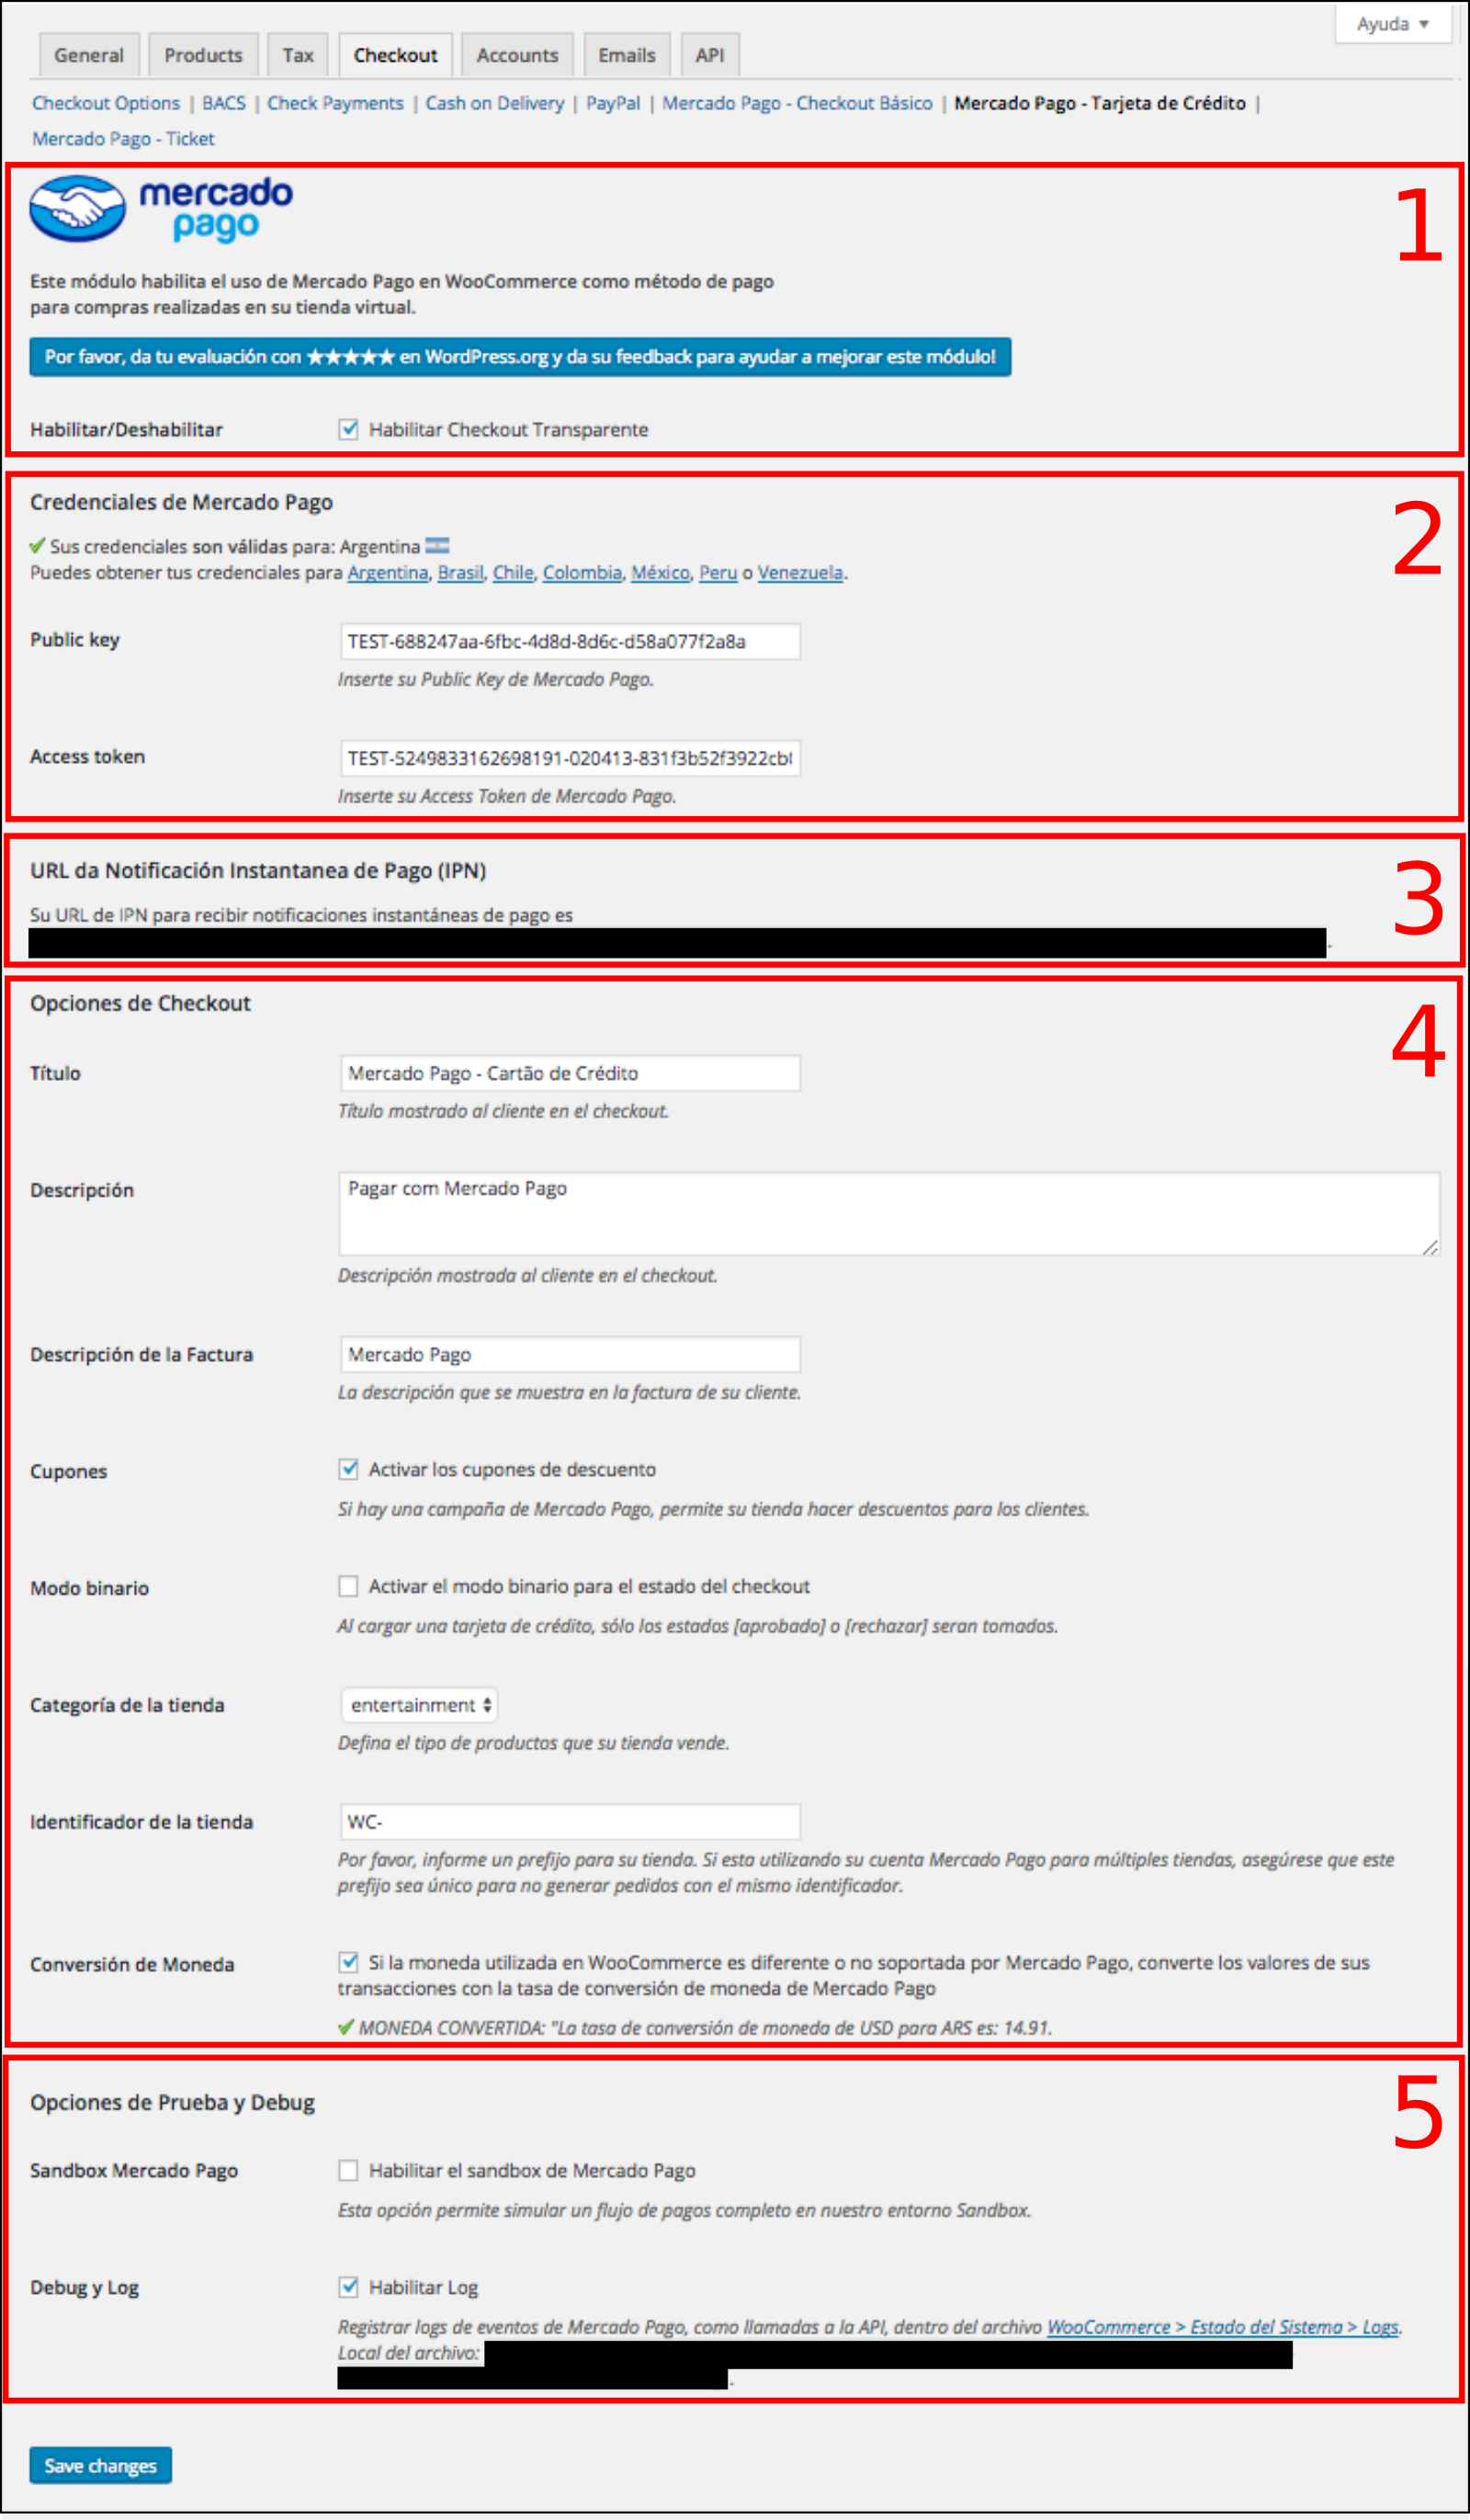 Ayuda ▼
General Products Tax Checkout Accounts Emails API
Checkout Options | BACS | Check Payments | Cash on Delivery | PayPal | Mercado Pago - Checkout Básico | Mercado Pago - Tarjeta de Crédito |
Mercado Pago - Ticket
1
mercado
pago
Este módulo habilita el uso de Mercado Pago en WooCommerce como método de pago
para compras realizadas en su tienda virtual.
Por favor, da tu evaluación con ★★★★★ en WordPress.org y da su feedback para ayudar a mejorar este módulo!
Habilitar/Deshabilitar Habilitar Checkout Transparente
2
Credenciales de Mercado Pago
Sus credenciales son válidas para: Argentina
Puedes obtener tus credenciales para Argentina, Brasil, Chile, Colombia, México, Peru o Venezuela.
Public key TEST-688247aa-6fbc-4d8d-8d6c-d58a077f2a8a
Inserte su Public Key de Mercado Pago.
Access token TEST-5249833162698191-020413-831f3b52f3922cb
Inserte su Access Token de Mercado Pago.
3
URL da Notificación Instantanea de Pago (IPN)
Su URL de IPN para recibir notificaciones instantáneas de pago es
.
4
Opciones de Checkout
Título Mercado Pago - Cartão de Crédito
Título mostrado al cliente en el checkout.
Descripción Pagar com Mercado Pago
Descripción mostrada al cliente en el checkout.
Descripción de la Factura Mercado Pago
La descripción que se muestra en la factura de su cliente.
Cupones Activar los cupones de descuento
Si hay una campaña de Mercado Pago, permite su tienda hacer descuentos para los clientes.
Modo binario Activar el modo binario para el estado del checkout
Al cargar una tarjeta de crédito, sólo los estados [aprobado] o [rechazar] seran tomados.
Categoría de la tienda entertainment
Defina el tipo de productos que su tienda vende.
Identificador de la tienda WC-
Por favor, informe un prefijo para su tienda. Si esta utilizando su cuenta Mercado Pago para múltiples tiendas, asegúrese que este
prefijo sea único para no generar pedidos con el mismo identificador.
Conversión de Moneda Si la moneda utilizada en WooCommerce es diferente o no soportada por Mercado Pago, converte los valores de sus
transacciones con la tasa de conversión de moneda de Mercado Pago
MONEDA CONVERTIDA: "La tasa de conversión de moneda de USD para ARS es: 14.91.
5
Opciones de Prueba y Debug
Sandbox Mercado Pago Habilitar el sandbox de Mercado Pago
Esta opción permite simular un flujo de pagos completo en nuestro entorno Sandbox.
Debug y Log Habilitar Log
Registrar logs de eventos de Mercado Pago, como llamadas a la API, dentro del archivo WooCommerce > Estado del Sistema > Logs.
Local del archivo:
.
Save changes